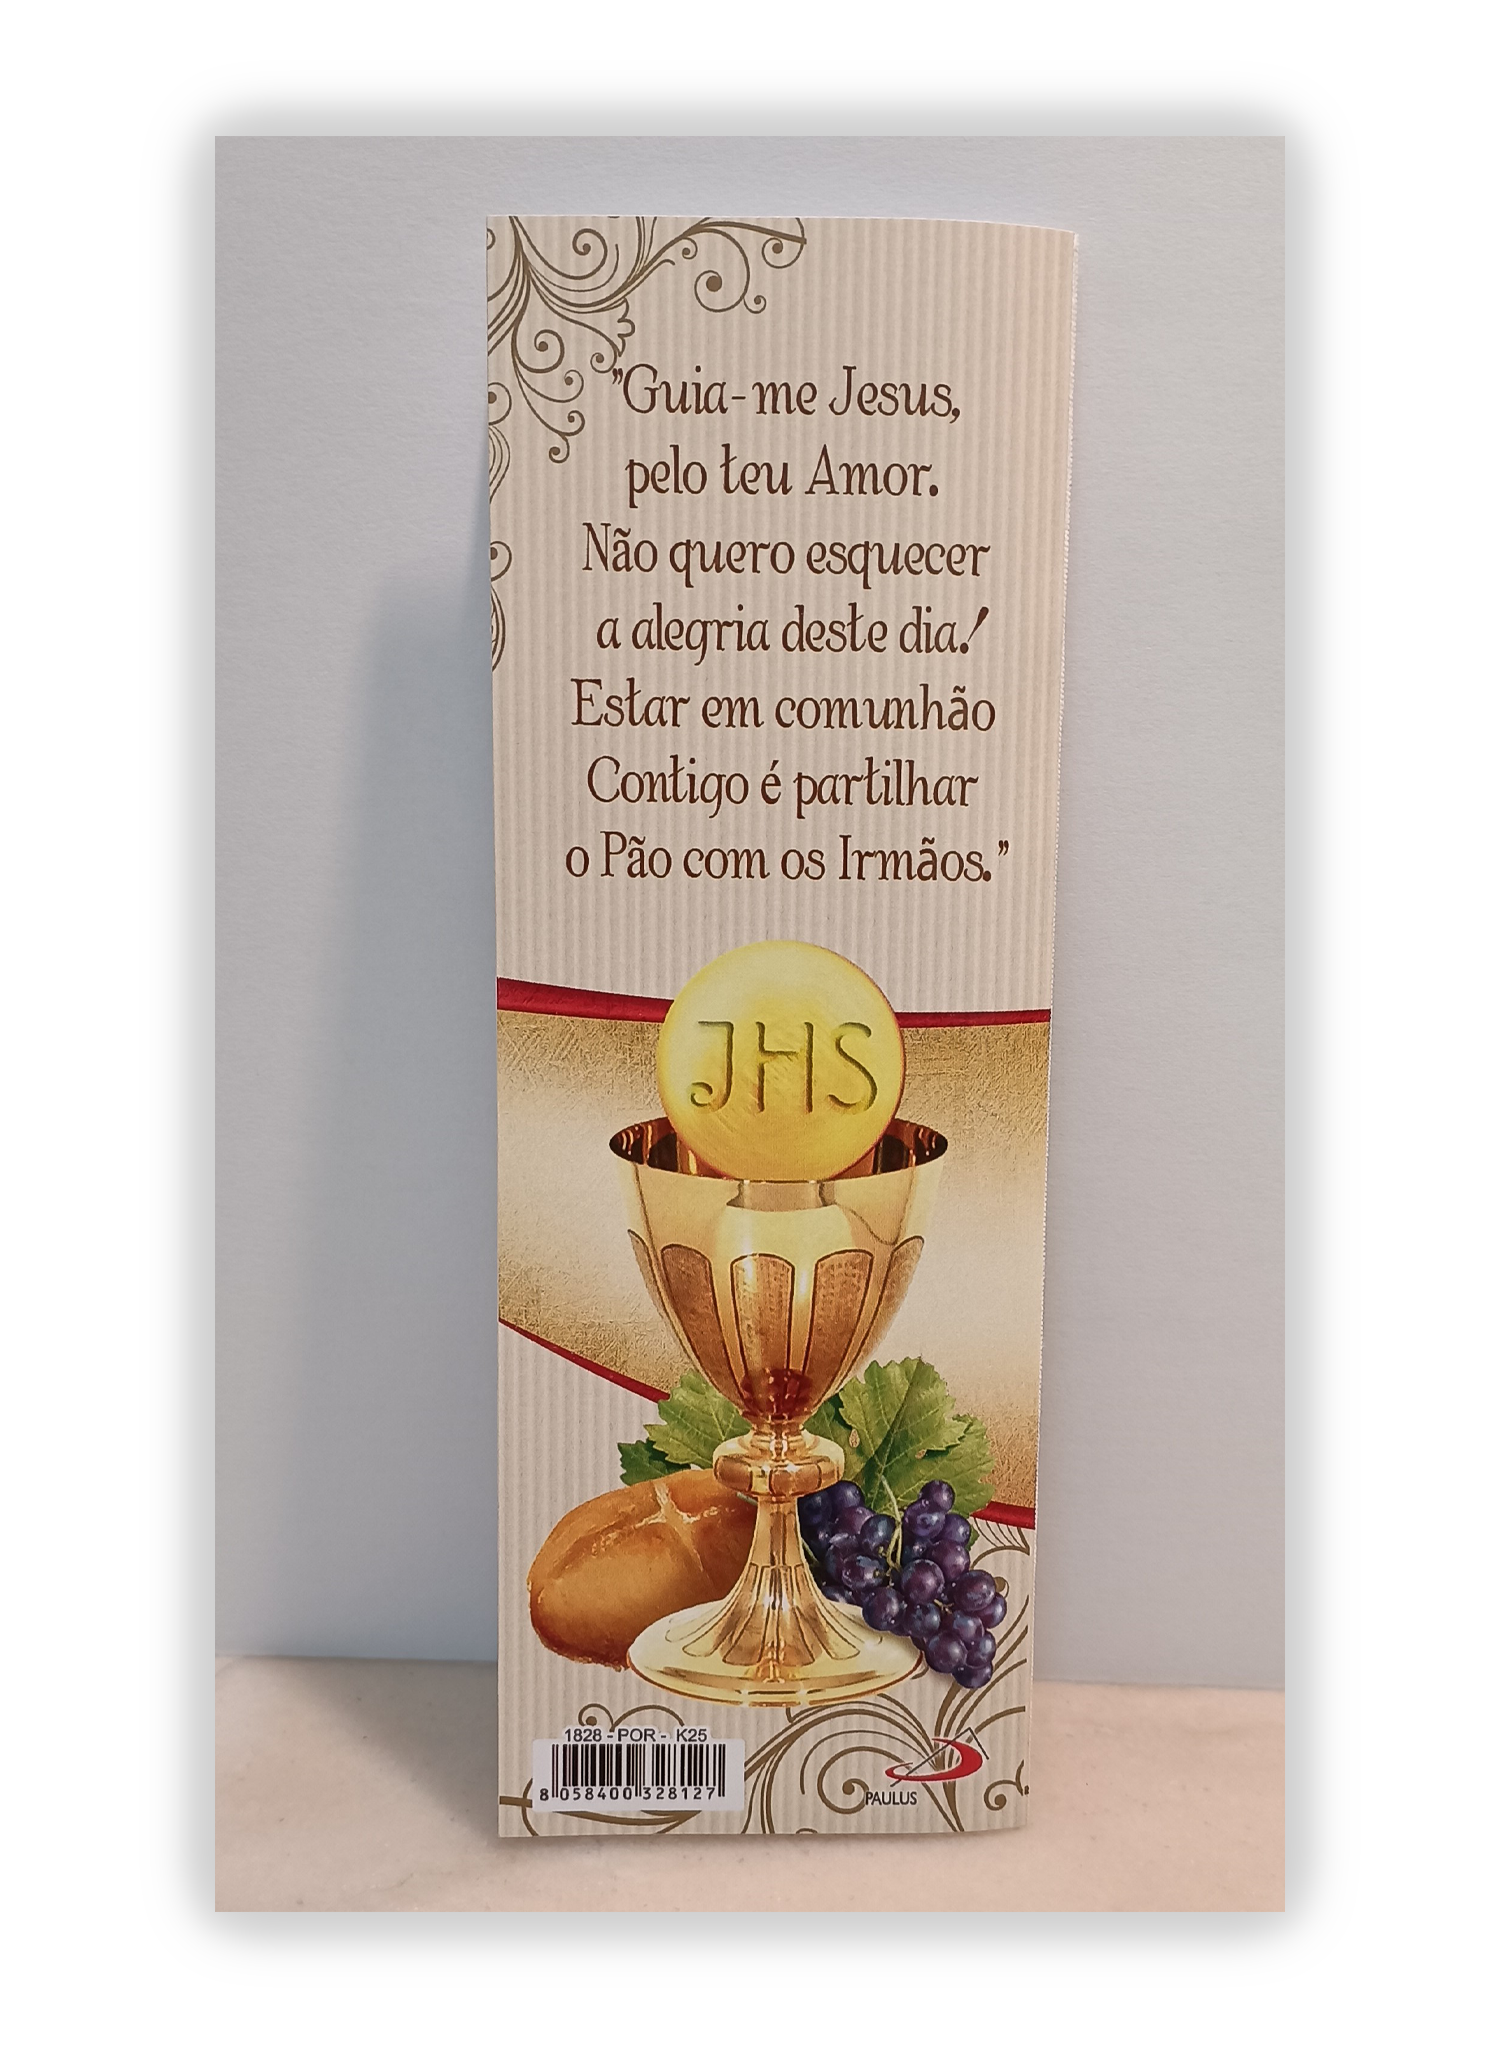 ”Guia-me Jesus,
pelo teu Amor.
Não quero esquecer
a alegria deste dia!
Estar em comunhão
Contigo é partilhar
o Pão com os Irmãos.”
JHS
1828 - POR - K25
8 058400 328127
PAULUS